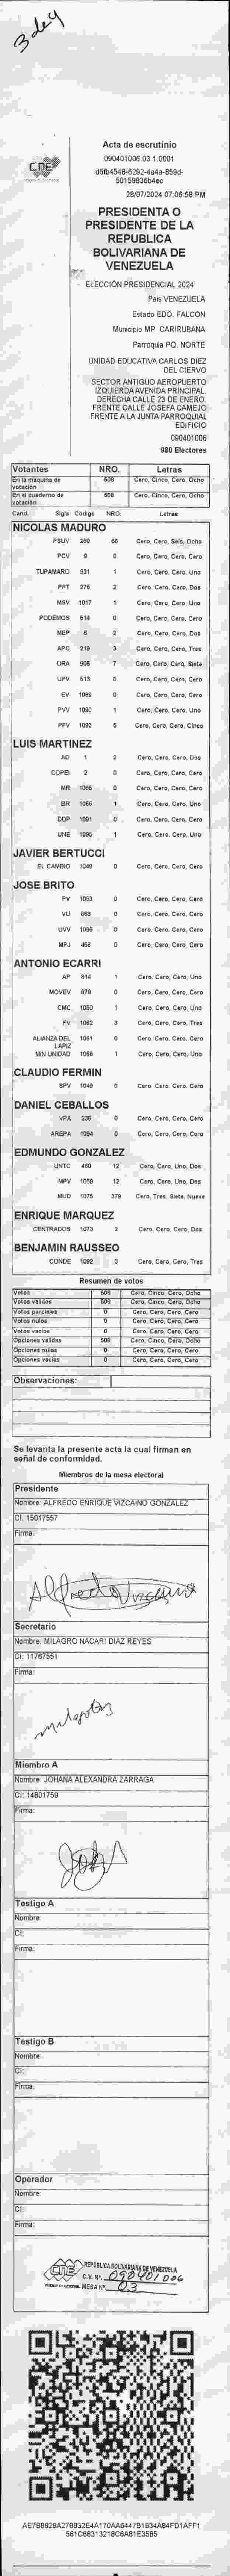 3 de 4
CNE
Acta de escrutinio
090401006.03.1.0001
d6fb4548-6292-4a4a-859d-
50159836b4ec
28/07/2024 07:06:58 PM
PRESIDENTA O
PRESIDENTE DE LA
REPUBLICA
BOLIVARIANA DE
VENEZUELA
ELECCIÓN PRESIDENCIAL 2024
Pais VENEZUELA
Estado EDO. FALCON
Municipio MP. CARIRUBANA
Parroquia PQ. NORTE
UNIDAD EDUCATIVA CARLOS DIEZ
DEL CIERVO
SECTOR ANTIGUO AEROPUERTO
IZQUIERDA AVENIDA PRINCIPAL
DERECHA CALLE 23 DE ENERO.
FRENTE CALLE JOSEFA CAMEJO
FRENTE A LA JUNTA PARROQUIAL
EDIFICIO
090401006
980 Electores
Votantes NRO. Letras
En la máquina de votación 508 Cero, Cinco, Cero, Ocho
En el cuaderno de votación 508 Cero, Cinco, Cero, Ocho
Cand. Sigla Codigo NRO. Letras
NICOLAS MADURO
PSUV 269 68 Cero, Cero, Seis, Ocho
PCV 9 0 Cero, Cero, Cero, Cero
TUPAMARO 931 1 Cero, Cero, Cero, Uno
PPT 276 2 Cero, Cero, Cero, Dos
MSV 1017 1 Cero, Cero, Cero, Uno
PODEMOS 514 0 Cero, Cero, Cero, Cero
MEP 6 2 Cero, Cero, Cero, Dos
APC 219 3 Cero, Cero, Cero, Tres
ORA 906 7 Cero, Cero, Cero, Siete
UPV 513 0 Cero, Cero, Cero, Cero
EV 1089 0 Cero, Cero, Cero, Cero
PVV 1090 1 Cero, Cero, Cero, Uno
PFV 1093 5 Cero, Cero, Cero, Cinco
LUIS MARTINEZ
AD 1 2 Cero, Cero, Cero, Dos
COPEI 2 0 Cero, Cero, Cero, Cero
MR 1065 0 Cero, Cero, Cero, Cero
BR 1066 1 Cero, Cero, Cero, Uno
DDP 1091 0 Cero, Cero, Cero, Cero
UNE 1095 1 Cero, Cero, Cero, Uno
JAVIER BERTUCCI
EL CAMBIO 1048 0 Cero, Cero, Cero, Cero
JOSE BRITO
PV 1053 0 Cero, Cero, Cero, Cero
VU 868 0 Cero, Cero, Cero, Cero
UVV 1096 0 Cero, Cero, Cero, Cero
MPJ 458 0 Cero, Cero, Cero, Cero
ANTONIO ECARRI
AP 814 1 Cero, Cero, Cero, Uno
MOVEV 878 0 Cero, Cero, Cero, Cero
CMC 1050 1 Cero, Cero, Cero, Uno
FV 1062 3 Cero, Cero, Cero, Tres
ALIANZA DEL LAPIZ 1051 0 Cero, Cero, Cero, Cero
MIN UNIDAD 1068 1 Cero, Cero, Cero, Uno
CLAUDIO FERMIN
SPV 1049 0 Cero, Cero, Cero, Cero
DANIEL CEBALLOS
VPA 236 0 Cero, Cero, Cero, Cero
AREPA 1094 0 Cero, Cero, Cero, Cero
EDMUNDO GONZALEZ
UNTC 460 12 Cero, Cero, Uno, Dos
MPV 1059 12 Cero, Cero, Uno, Dos
MUD 1075 379 Cero, Tres, Siete, Nueve
ENRIQUE MARQUEZ
CENTRADOS 1073 2 Cero, Cero, Cero, Dos
BENJAMIN RAUSSEO
CONDE 1092 3 Cero, Cero, Cero, Tres
Resumen de votos
Votos 508 Cero, Cinco, Cero, Ocho
Votos validos 508 Cero, Cinco, Cero, Ocho
Votos parciales 0 Cero, Cero, Cero, Cero
Votos nulos 0 Cero, Cero, Cero, Cero
Votos vacios 0 Cero, Cero, Cero, Cero
Opciones validas 508 Cero, Cinco, Cero, Ocho
Opciones nulas 0 Cero, Cero, Cero, Cero
Opciones vacias 0 Cero, Cero, Cero, Cero
Observaciones:
Se levanta la presente acta la cual firman en
señal de conformidad.
Miembros de la mesa electoral
Presidente
Nombre: ALFREDO ENRIQUE VIZCAINO GONZALEZ
CI: 15017557
Firma:
Alfredo Vizcaino
Secretario
Nombre: MILAGRO NACARI DIAZ REYES
CI: 11767551
Firma:
Miembro A
Nombre: JOHANA ALEXANDRA ZARRAGA
CI: 14801759
Firma:
Testigo A
Nombre:
CI:
Firma:
Testigo B
Nombre:
CI:
Firma:
Operador
Nombre:
CI:
Firma:
CNE
REPÚBLICA BOLIVARIANA DE VENEZUELA
C.V. Nº. 090401006
PODER ELECTORAL MESA Nº 03
AE7B8829A276832E4A170AA6447B1934A84FD1AFF1
561C68313218C6A81E3585